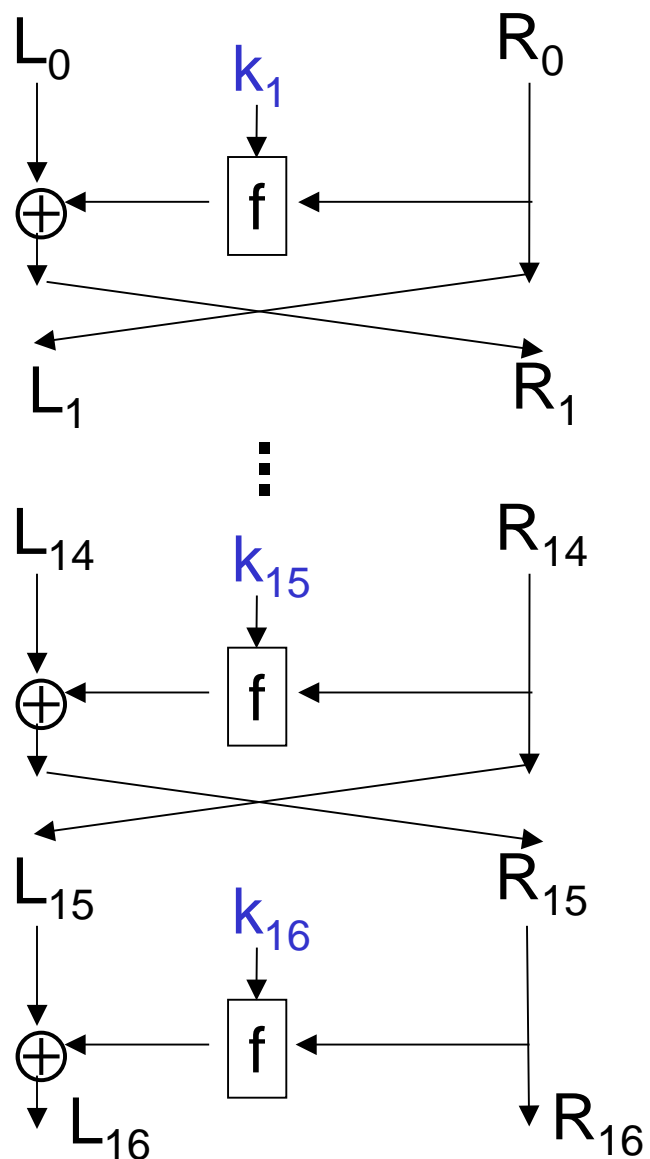 L₀ k₁ R₀
f
L₁ R₁
L₁₄ k₁₅ R₁₄
f
L₁₅ k₁₆ R₁₅
f
L₁₆ R₁₆